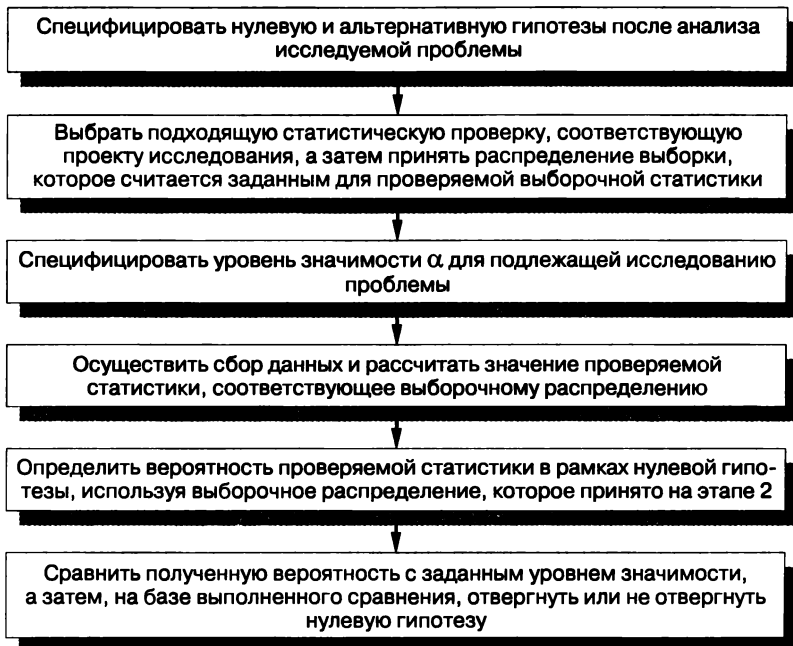 Специфицировать нулевую и альтернативную гипотезы после анализа
исследуемой проблемы
Выбрать подходящую статистическую проверку, соответствующую
проекту исследования, а затем принять распределение выборки,
которое считается заданным для проверяемой выборочной статистики
Специфицировать уровень значимости α для подлежащей исследованию
проблемы
Осуществить сбор данных и рассчитать значение проверяемой
статистики, соответствующее выборочному распределению
Определить вероятность проверяемой статистики в рамках нулевой гипо-
тезы, используя выборочное распределение, которое принято на этапе 2
Сравнить полученную вероятность с заданным уровнем значимости,
а затем, на базе выполненного сравнения, отвергнуть или не отвергнуть
нулевую гипотезу